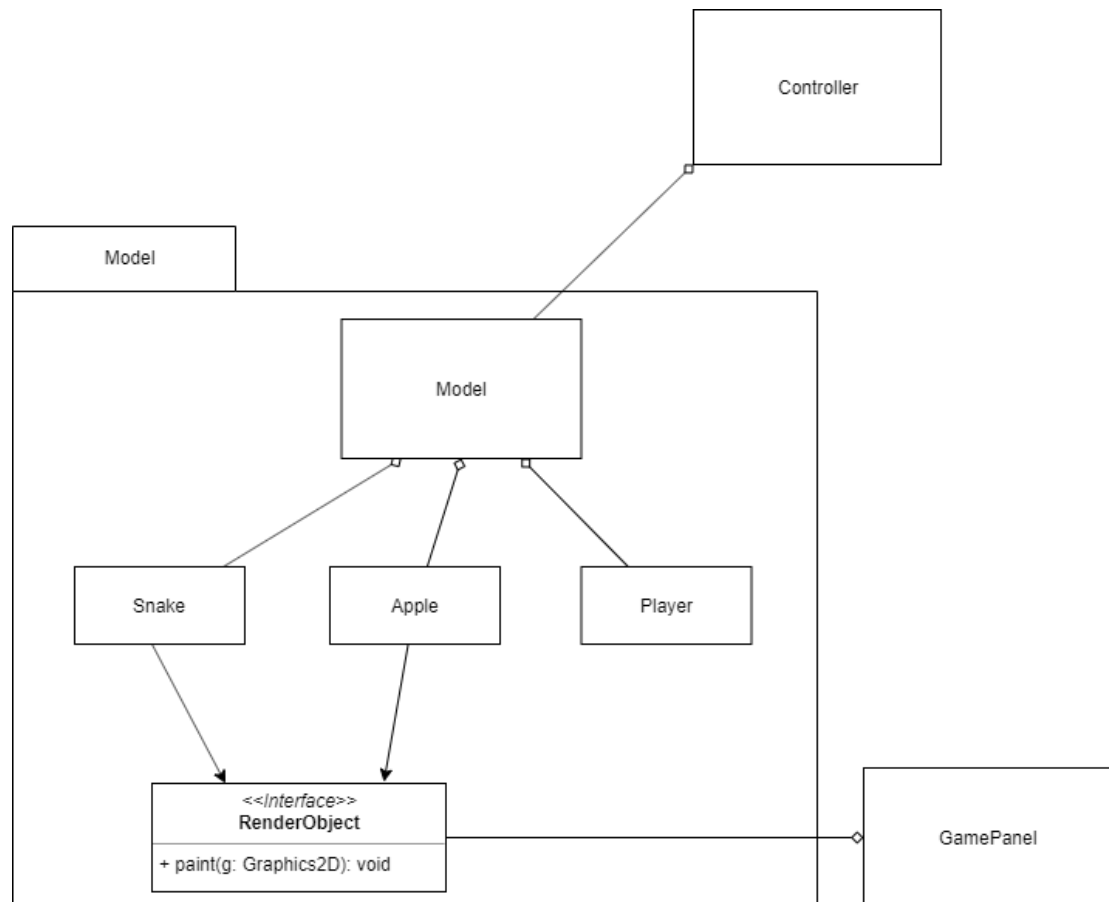 Controller
Model
Model
Snake
Apple
Player
<<Interface>>
RenderObject
+ paint(g: Graphics2D): void
GamePanel